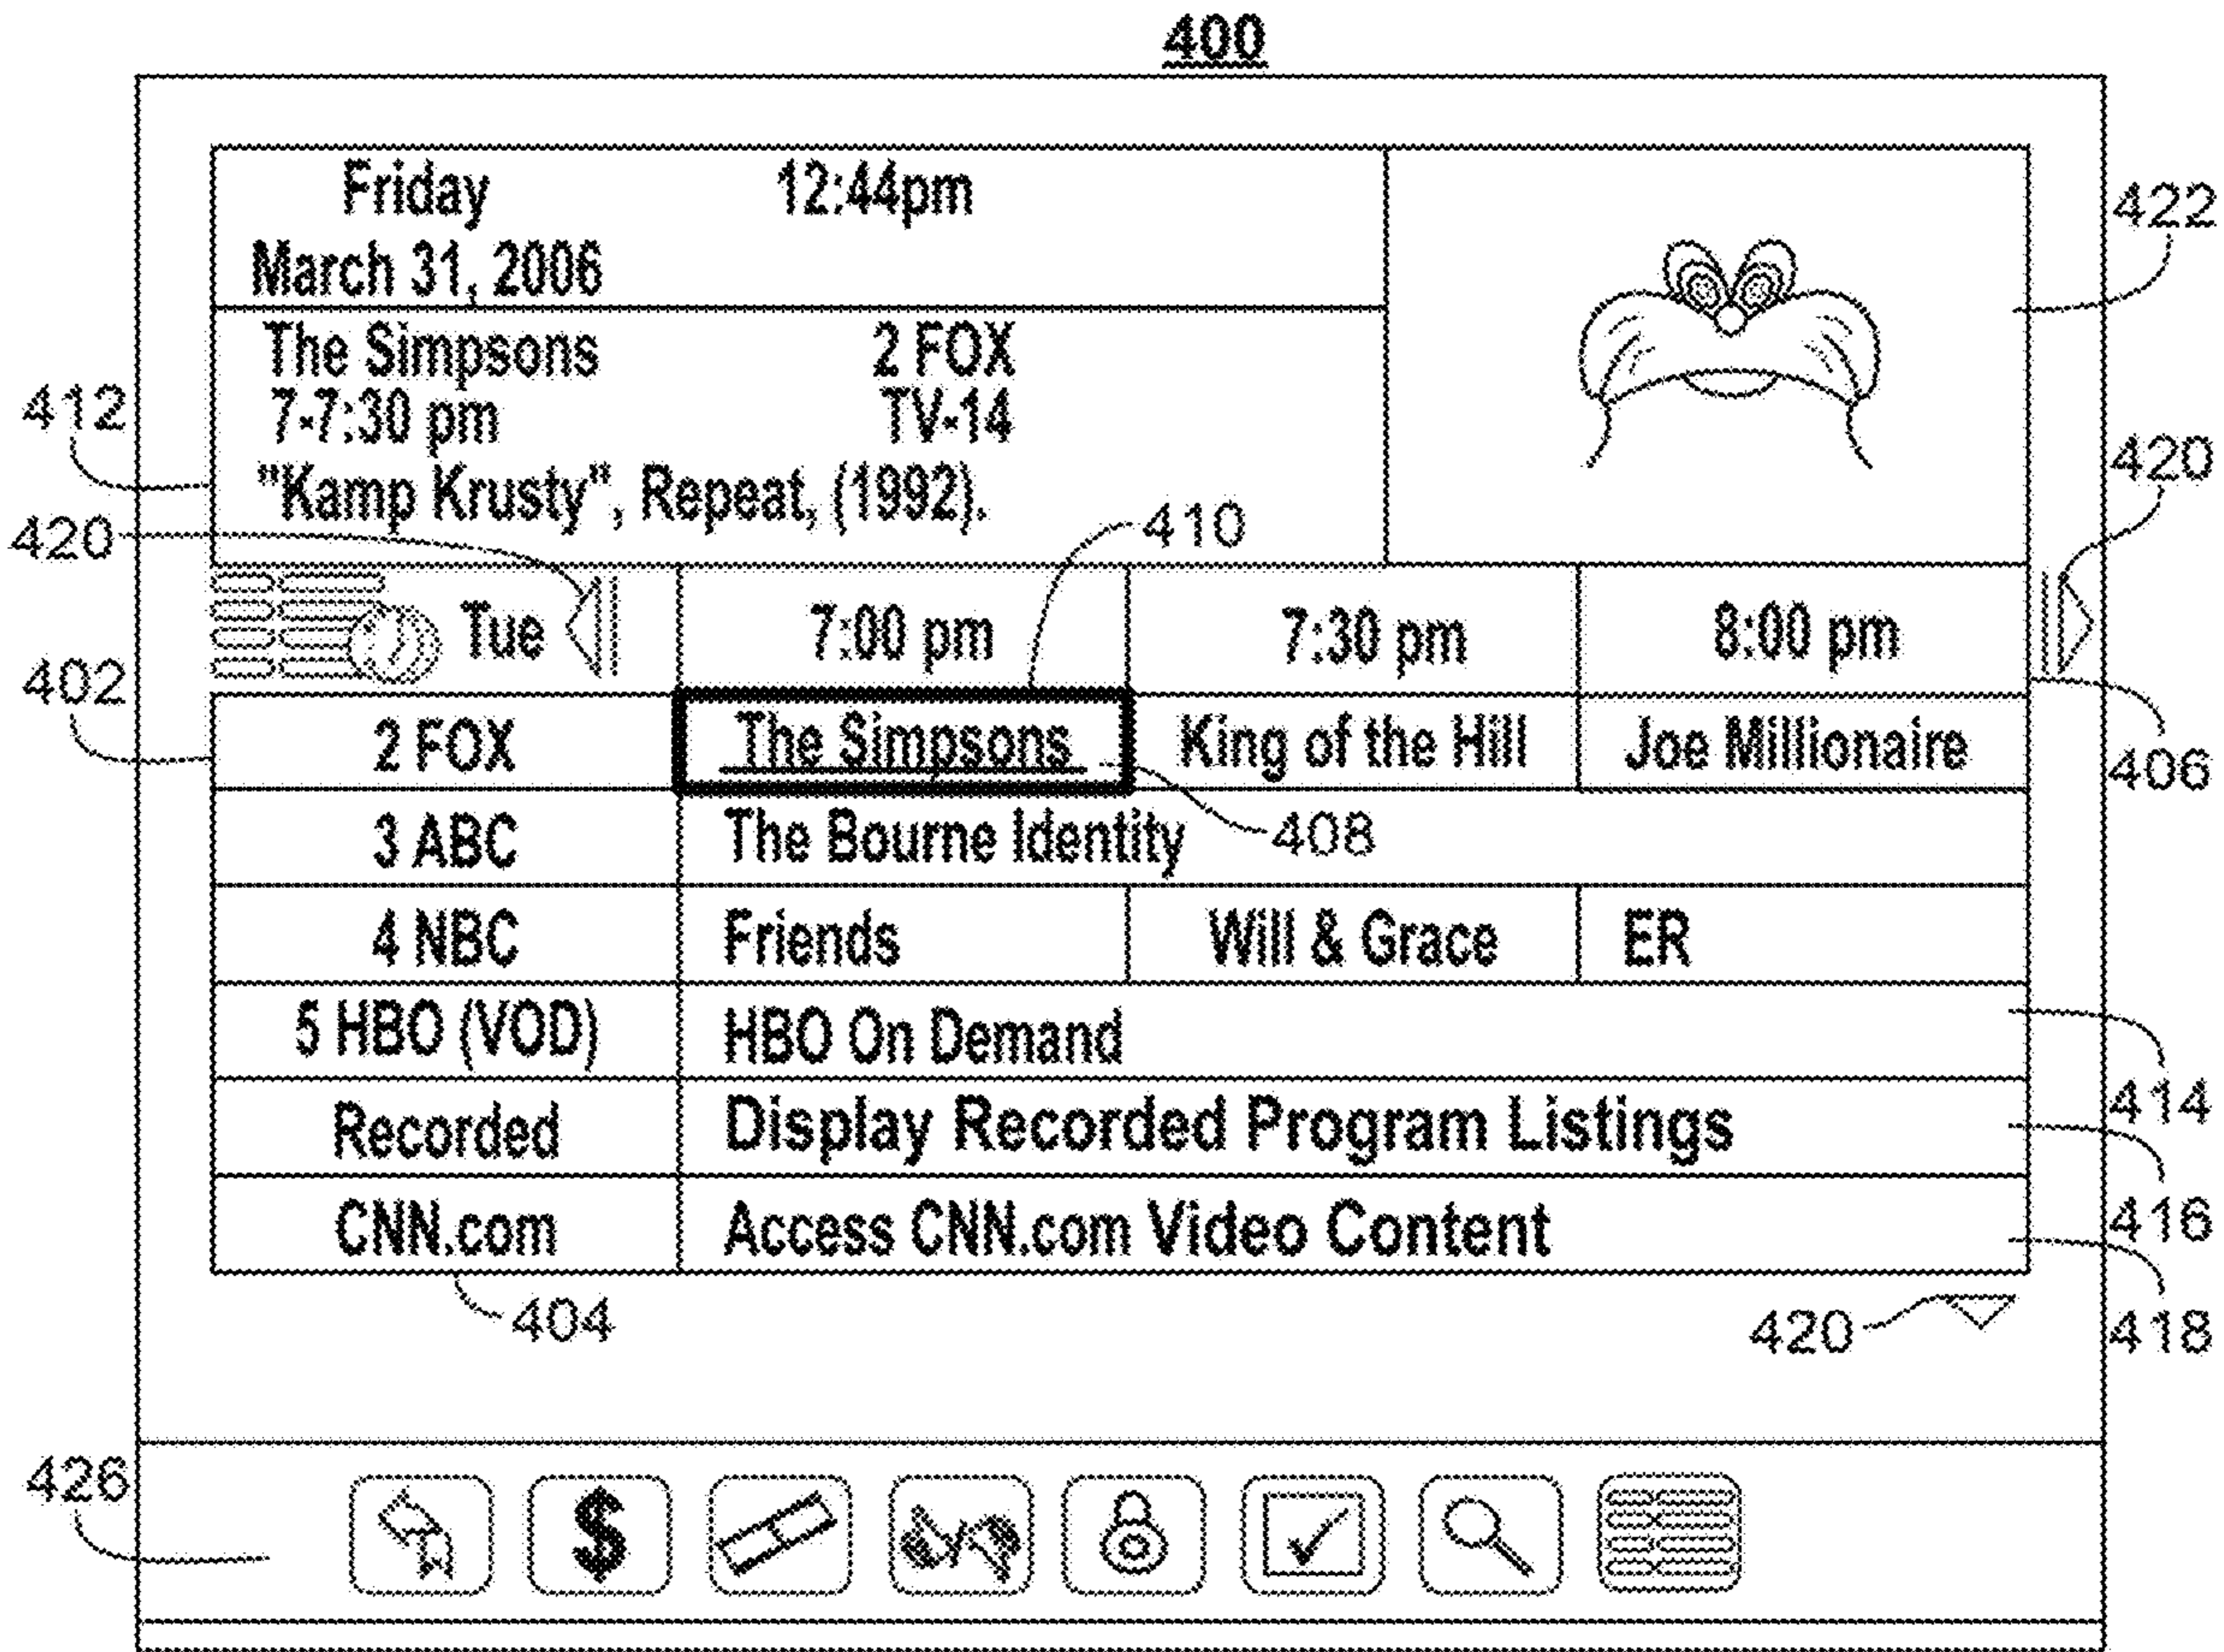 400
Friday 12:44pm
March 31, 2006
422
The Simpsons 2 FOX
412 7-7:30 pm TV-14
420
"Kamp Krusty", Repeat, (1992).
420 410
Tue 7:00 pm 7:30 pm 8:00 pm
402
2 FOX The Simpsons King of the Hill Joe Millionaire
406
3 ABC The Bourne Identity 408
4 NBC Friends Will & Grace ER
5 HBO (VOD) HBO On Demand
414
Recorded Display Recorded Program Listings
416
CNN.com Access CNN.com Video Content
404 420 418
426 $